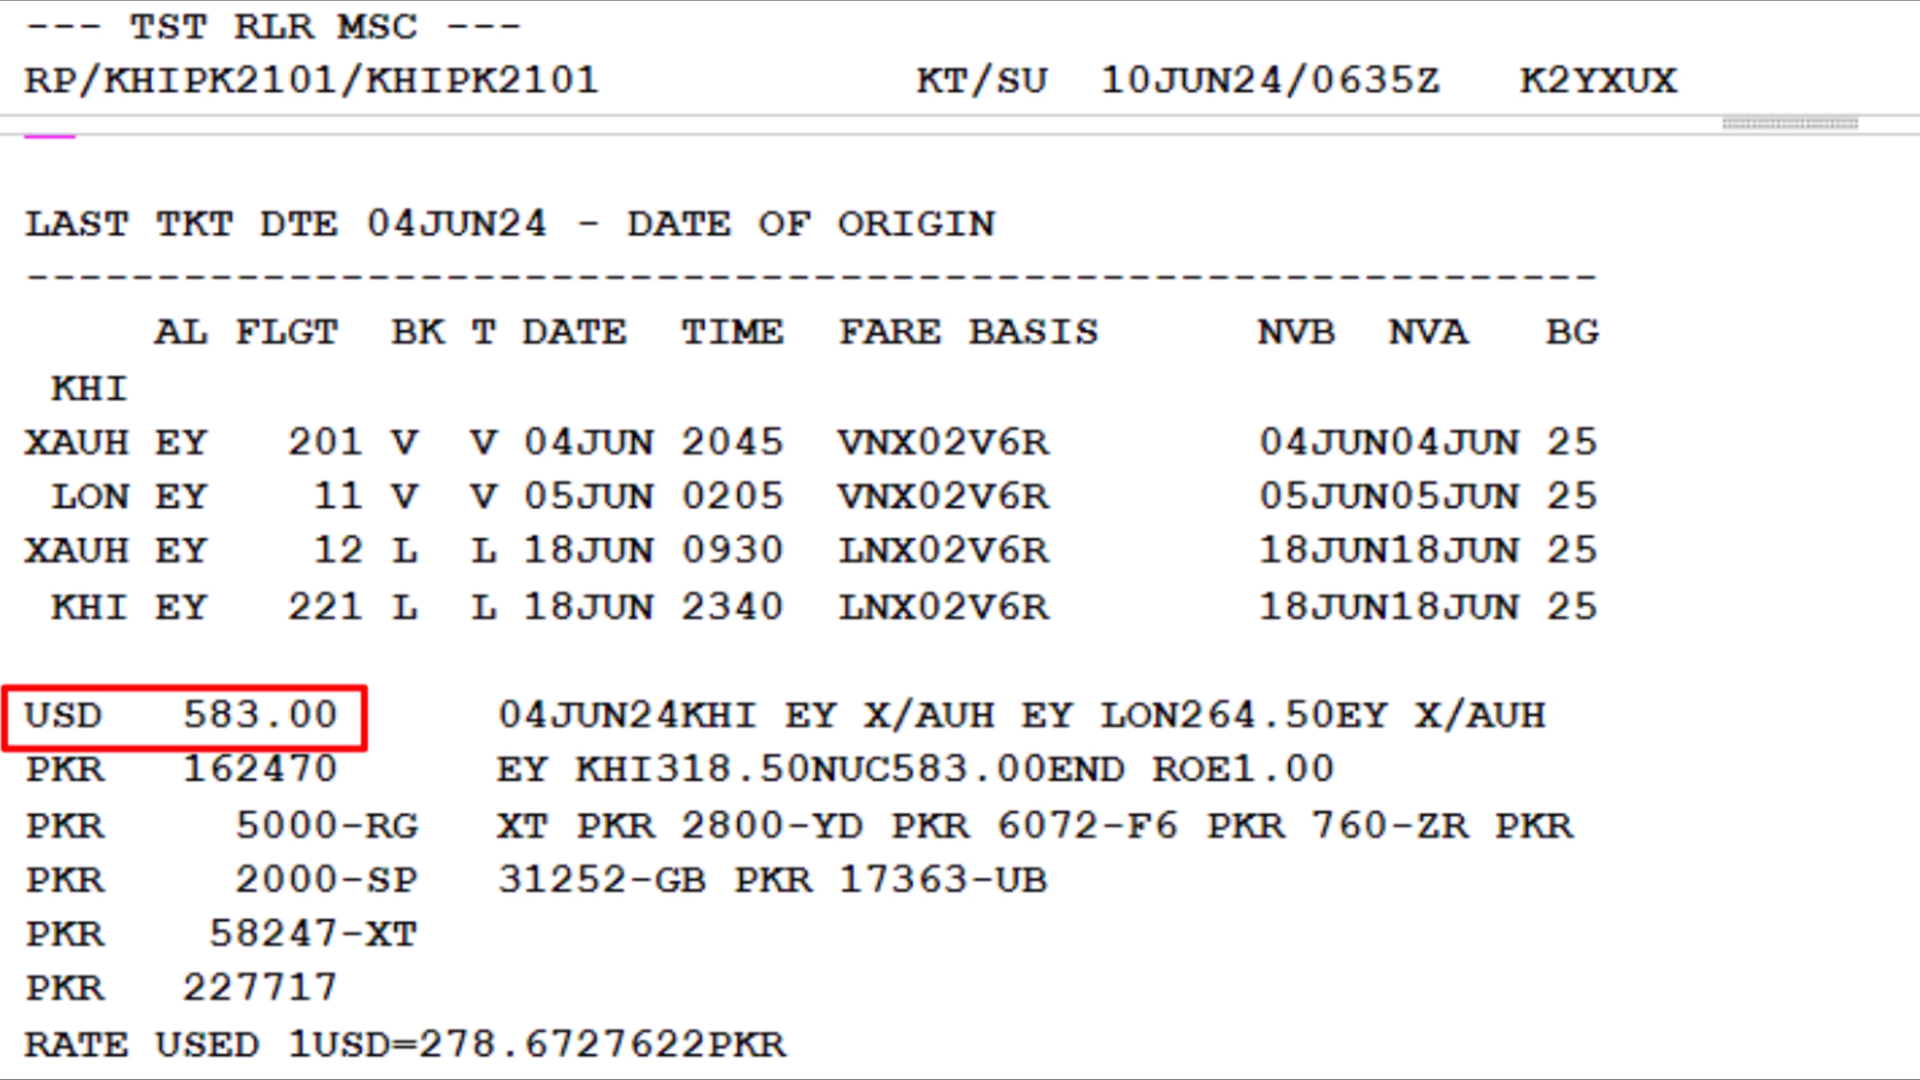 --- TST RLR MSC ---
RP/KHIPK2101/KHIPK2101 KT/SU 10JUN24/0635Z K2YXUX
LAST TKT DTE 04JUN24 - DATE OF ORIGIN
------------------------------------------------------------
AL FLGT BK T DATE TIME FARE BASIS NVB NVA BG
KHI
XAUH EY 201 V V 04JUN 2045 VNX02V6R 04JUN04JUN 25
LON EY 11 V V 05JUN 0205 VNX02V6R 05JUN05JUN 25
XAUH EY 12 L L 18JUN 0930 LNX02V6R 18JUN18JUN 25
KHI EY 221 L L 18JUN 2340 LNX02V6R 18JUN18JUN 25
USD 583.00 04JUN24KHI EY X/AUH EY LON264.50EY X/AUH
PKR 162470 EY KHI318.50NUC583.00END ROE1.00
PKR 5000-RG XT PKR 2800-YD PKR 6072-F6 PKR 760-ZR PKR
PKR 2000-SP 31252-GB PKR 17363-UB
PKR 58247-XT
PKR 227717
RATE USED 1USD=278.6727622PKR